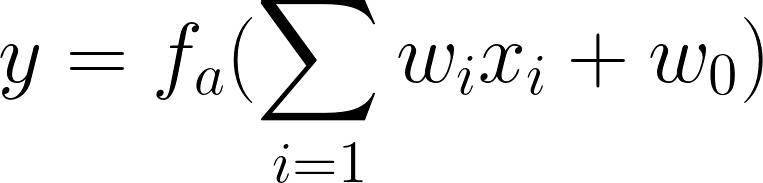 y = f_a(∑_{i=1} w_i x_i + w_0)